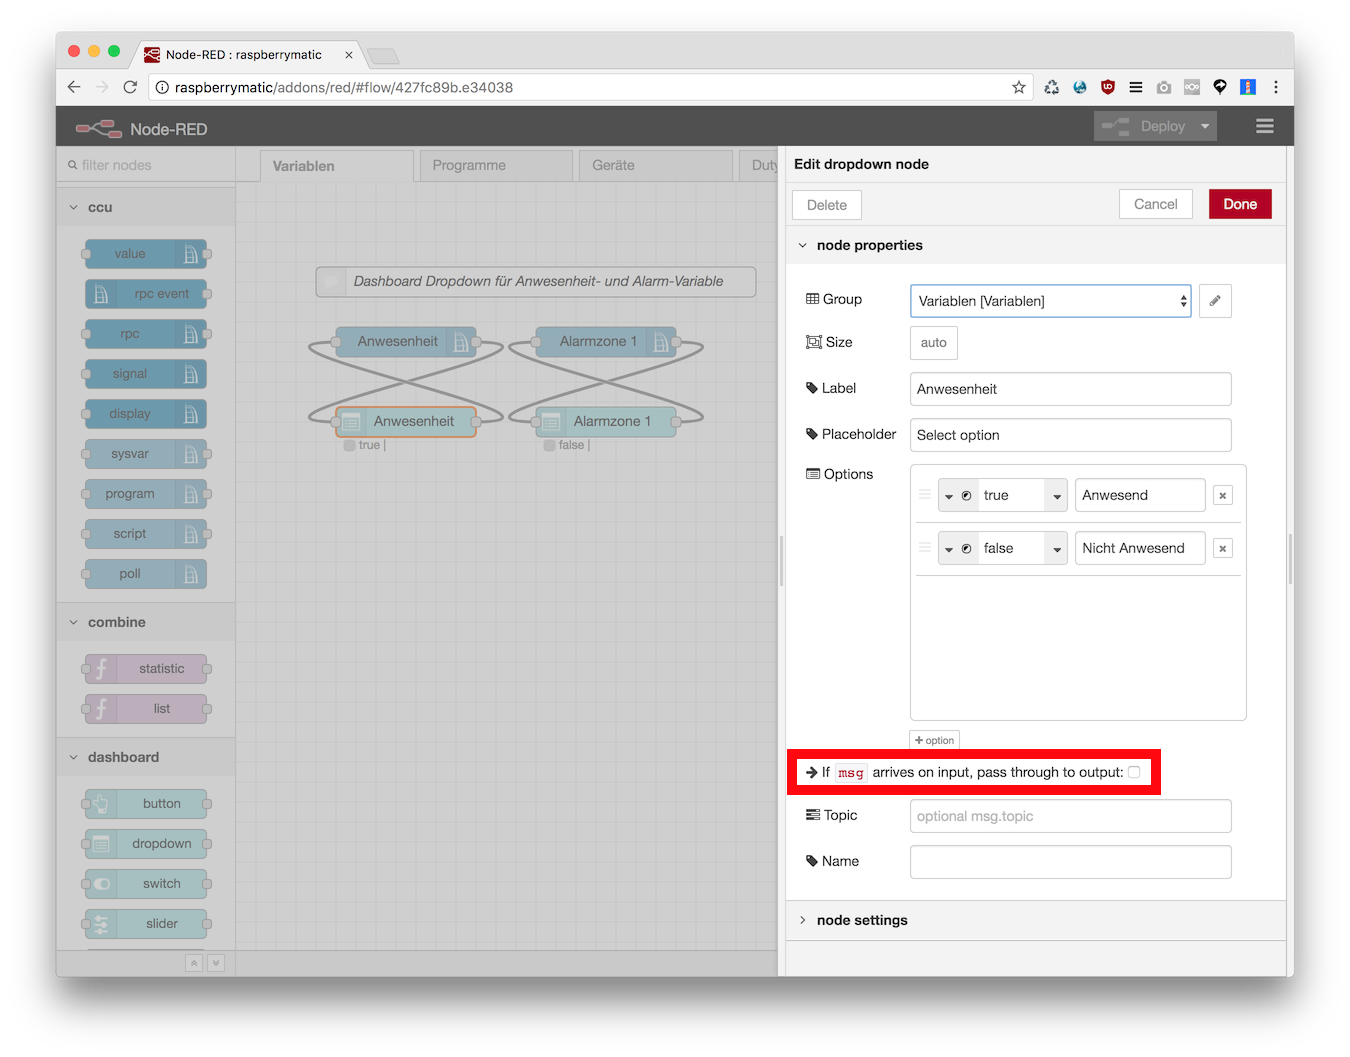 Node-RED : raspberrymatic
raspberrymatic/addons/red/#flow/427fc89b.e34038
Node-RED
Deploy
filter nodes
Variablen
Programme
Geräte
Duty
ccu
value
rpc event
rpc
signal
display
sysvar
program
script
poll
combine
statistic
list
dashboard
button
dropdown
switch
slider
Dashboard Dropdown für Anwesenheit- und Alarm-Variable
Anwesenheit
Alarmzone 1
Anwesenheit
Alarmzone 1
true |
false |
Edit dropdown node
Delete
Cancel
Done
node properties
Group
Variablen [Variablen]
Size
auto
Label
Anwesenheit
Placeholder
Select option
Options
true
Anwesend
false
Nicht Anwesend
+ option
If msg arrives on input, pass through to output:
Topic
optional msg.topic
Name
node settings